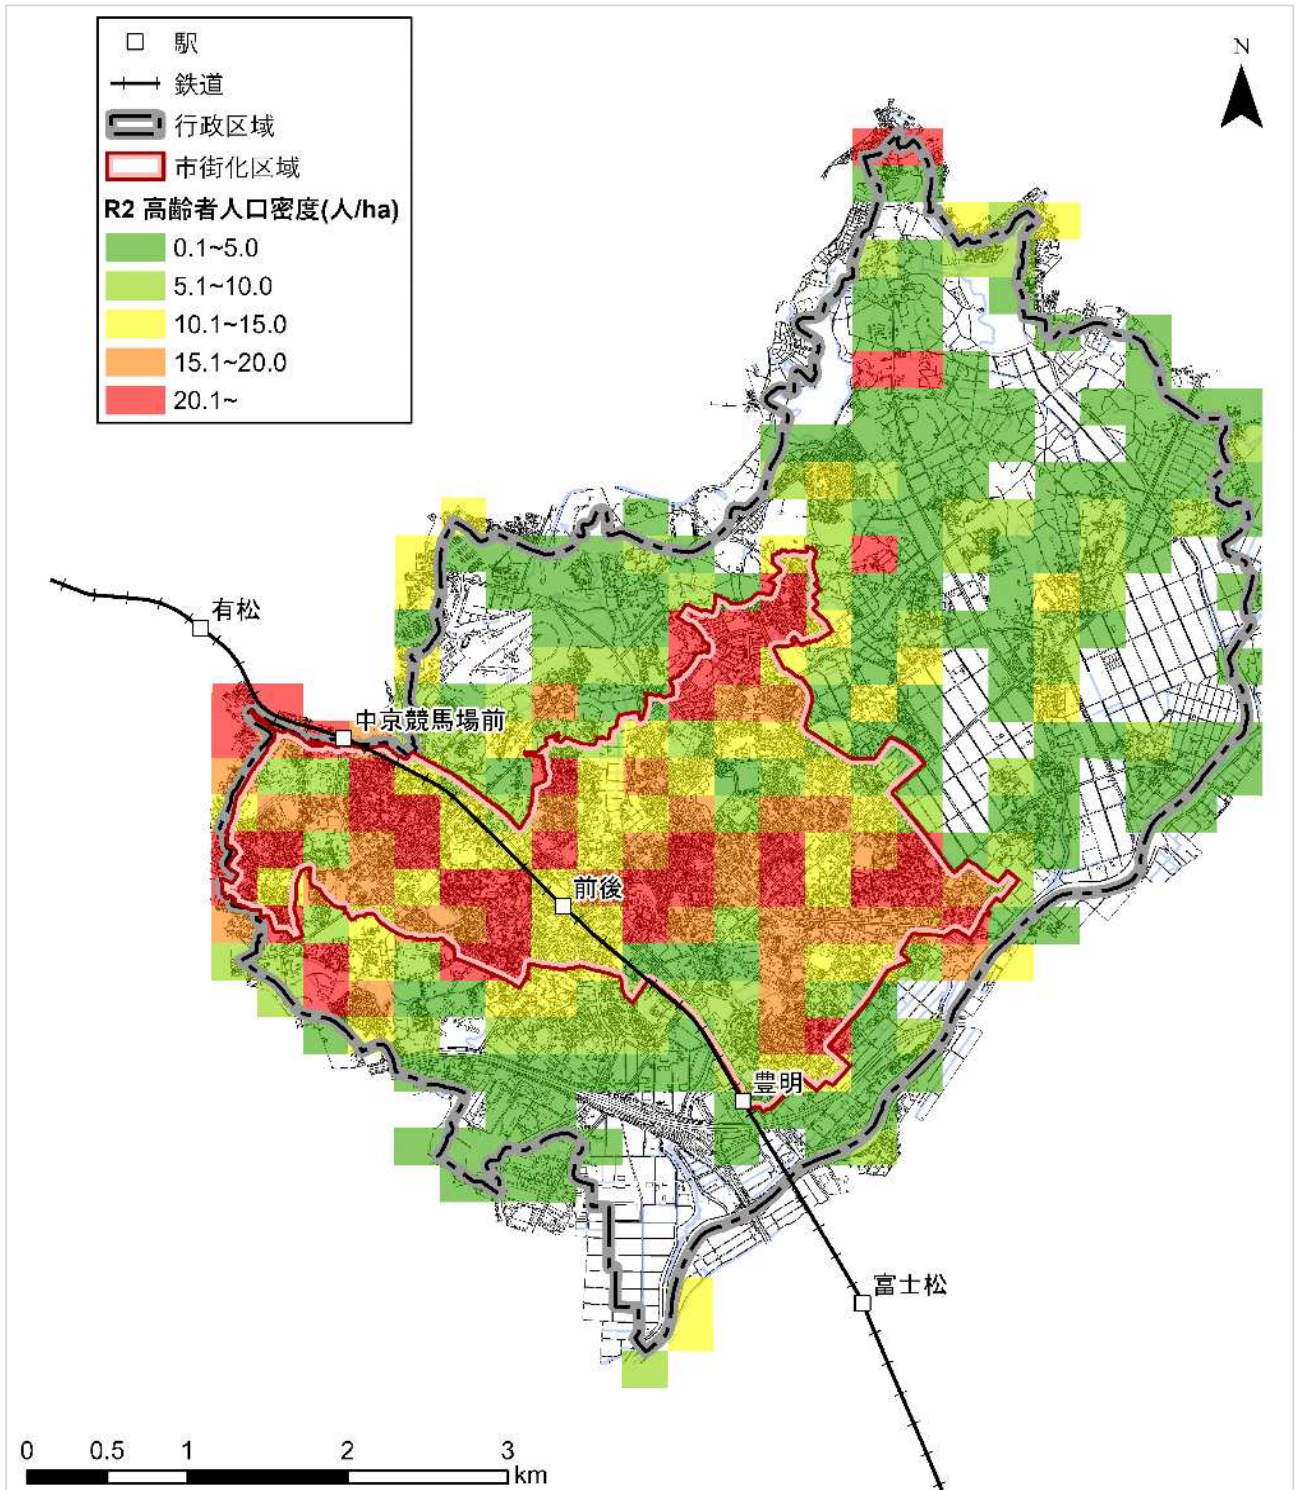 駅
鉄道
行政区域
市街化区域
R2 高齢者人口密度(人/ha)
0.1~5.0
5.1~10.0
10.1~15.0
15.1~20.0
20.1~
N
有松
中京競馬場前
前後
豊明
富士松
0 0.5 1 2 3
km